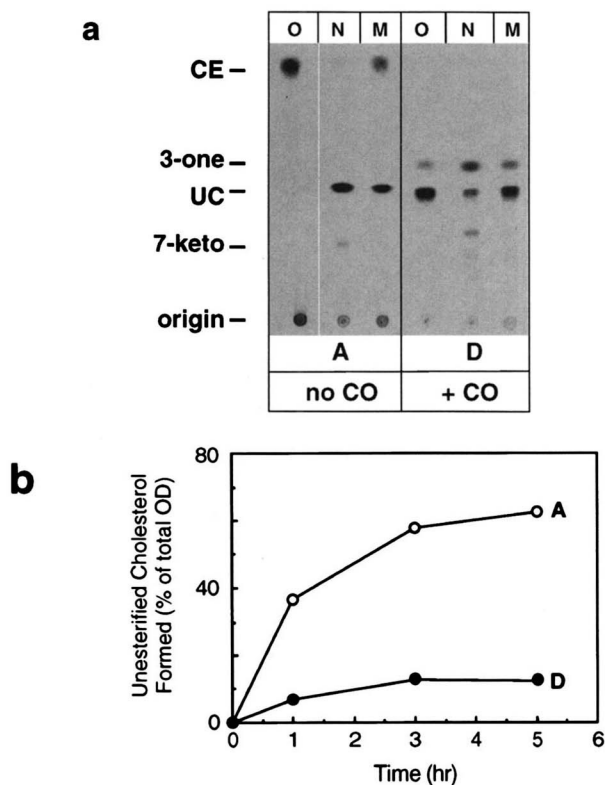 a
O N M O N M
CE –
3-one –
UC –
7-keto –
origin –
A D
no CO + CO
b
Unesterified Cholesterol
Formed (% of total OD)
80
40
0
0 1 2 3 4 5 6
A
D
Time (hr)